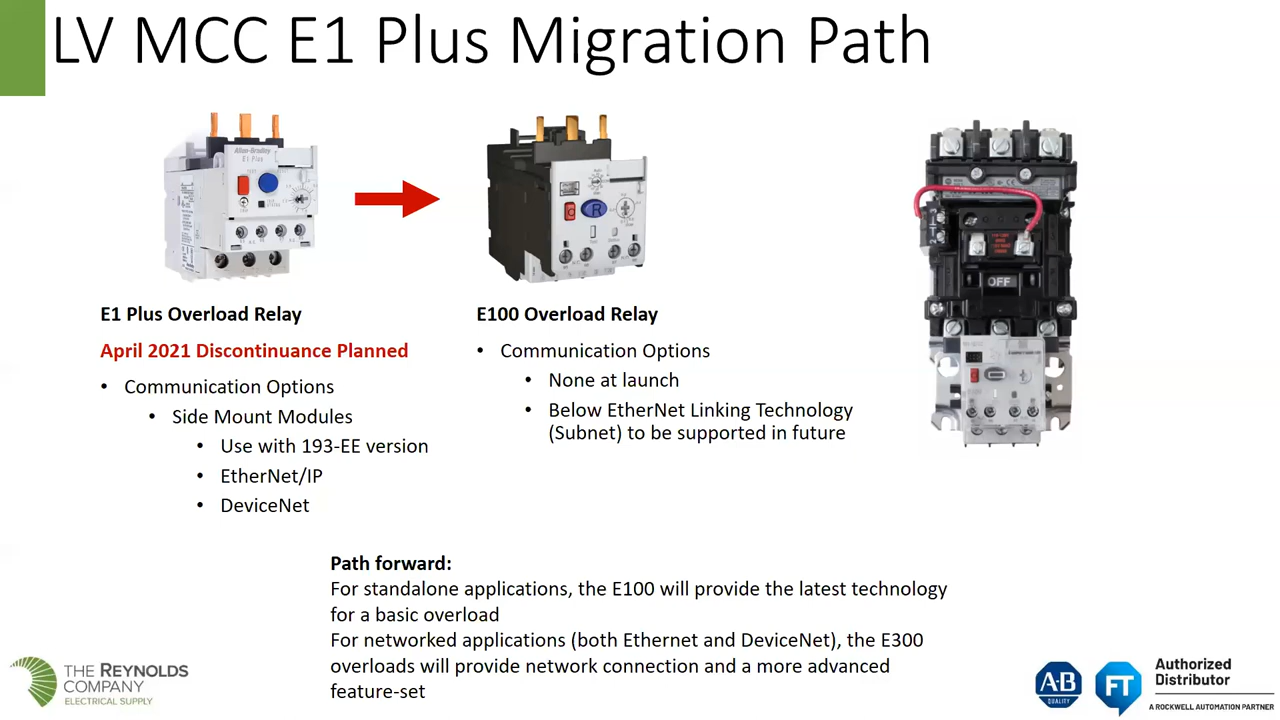 LV MCC E1 Plus Migration Path
Allen-Bradley
E1 Plus
OFF
E1 Plus Overload Relay
April 2021 Discontinuance Planned
• Communication Options
• Side Mount Modules
• Use with 193-EE version
• EtherNet/IP
• DeviceNet
E100 Overload Relay
• Communication Options
• None at launch
• Below EtherNet Linking Technology
(Subnet) to be supported in future
Path forward:
For standalone applications, the E100 will provide the latest technology
for a basic overload
For networked applications (both Ethernet and DeviceNet), the E300
overloads will provide network connection and a more advanced
feature-set
THE REYNOLDS
COMPANY
ELECTRICAL SUPPLY
A-B
QUALITY
FT
Authorized
Distributor
A ROCKWELL AUTOMATION PARTNER